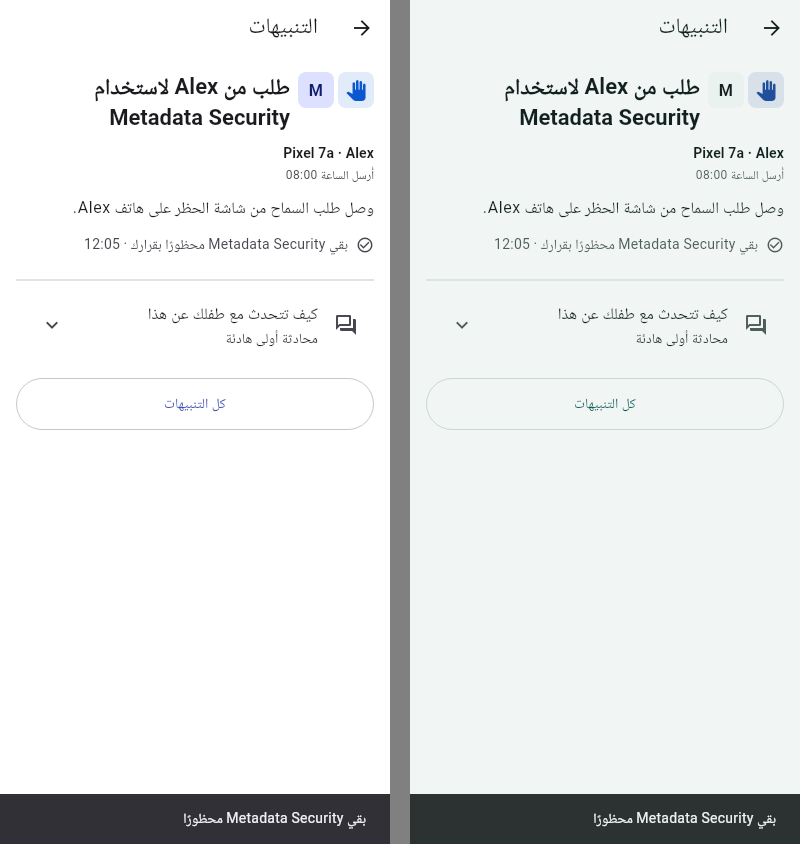 التنبيهات
M
طلب من Alex لاستخدام
Metadata Security
Pixel 7a · Alex
أرسل الساعة 08:00
وصل طلب السماح من شاشة الحظر على هاتف Alex.
بقي Metadata Security محظورًا بقرارك · 12:05
كيف تتحدث مع طفلك عن هذا
محادثة أولى هادئة
كل التنبيهات
بقي Metadata Security محظورًا
التنبيهات
M
طلب من Alex لاستخدام
Metadata Security
Pixel 7a · Alex
أرسل الساعة 08:00
وصل طلب السماح من شاشة الحظر على هاتف Alex.
بقي Metadata Security محظورًا بقرارك · 12:05
كيف تتحدث مع طفلك عن هذا
محادثة أولى هادئة
كل التنبيهات
بقي Metadata Security محظورًا